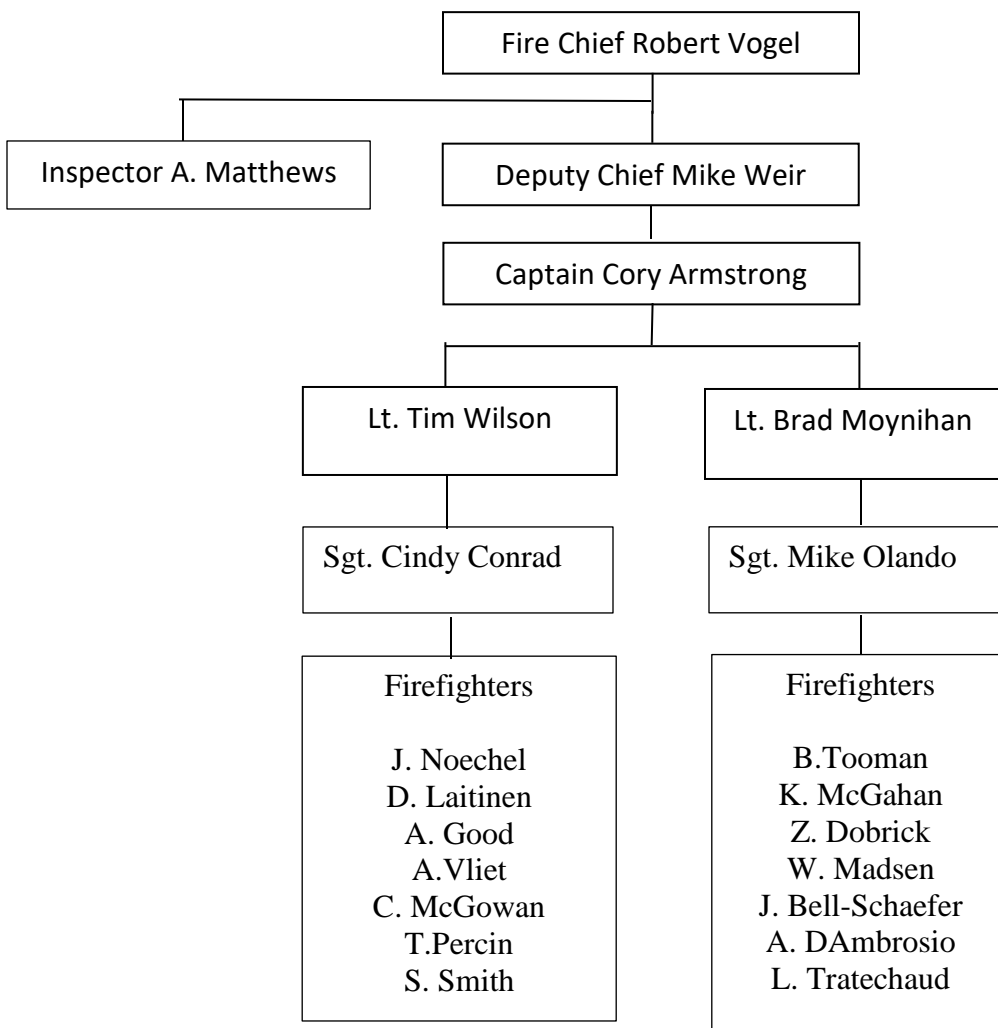 Fire Chief Robert Vogel
Inspector A. Matthews
Deputy Chief Mike Weir
Captain Cory Armstrong
Lt. Tim Wilson
Lt. Brad Moynihan
Sgt. Cindy Conrad
Sgt. Mike Olando
Firefighters
J. Noechel
D. Laitinen
A. Good
A.Vliet
C. McGowan
T.Percin
S. Smith
Firefighters
B.Tooman
K. McGahan
Z. Dobrick
W. Madsen
J. Bell-Schaefer
A. DAmbrosio
L. Tratechaud